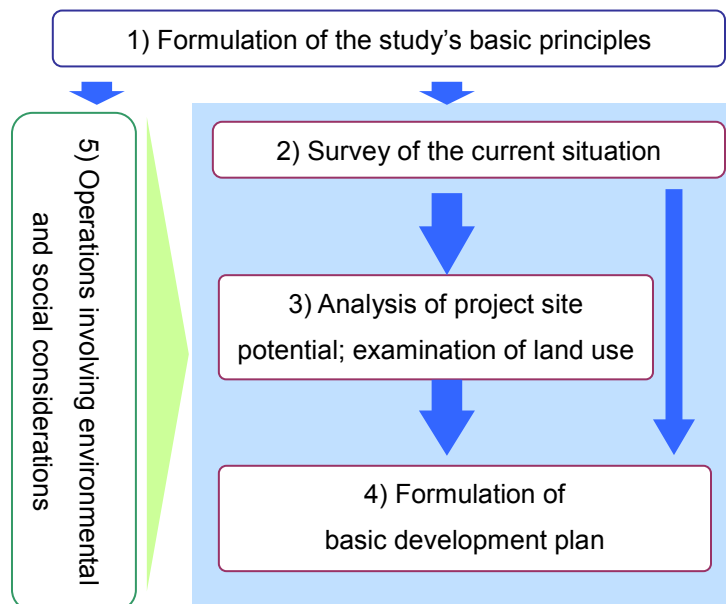 1) Formulation of the study’s basic principles
2) Survey of the current situation
3) Analysis of project site
potential; examination of land use
4) Formulation of
basic development plan
5) Operations involving environmental
and social considerations